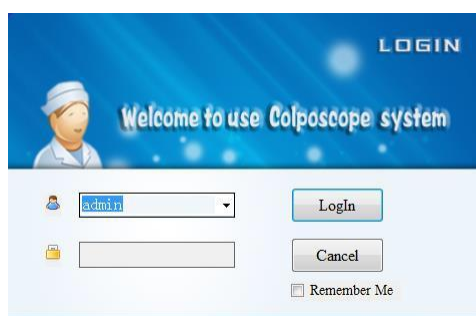 LOGIN
Welcome to use Colposcope system
admin
LogIn
Cancel
Remember Me